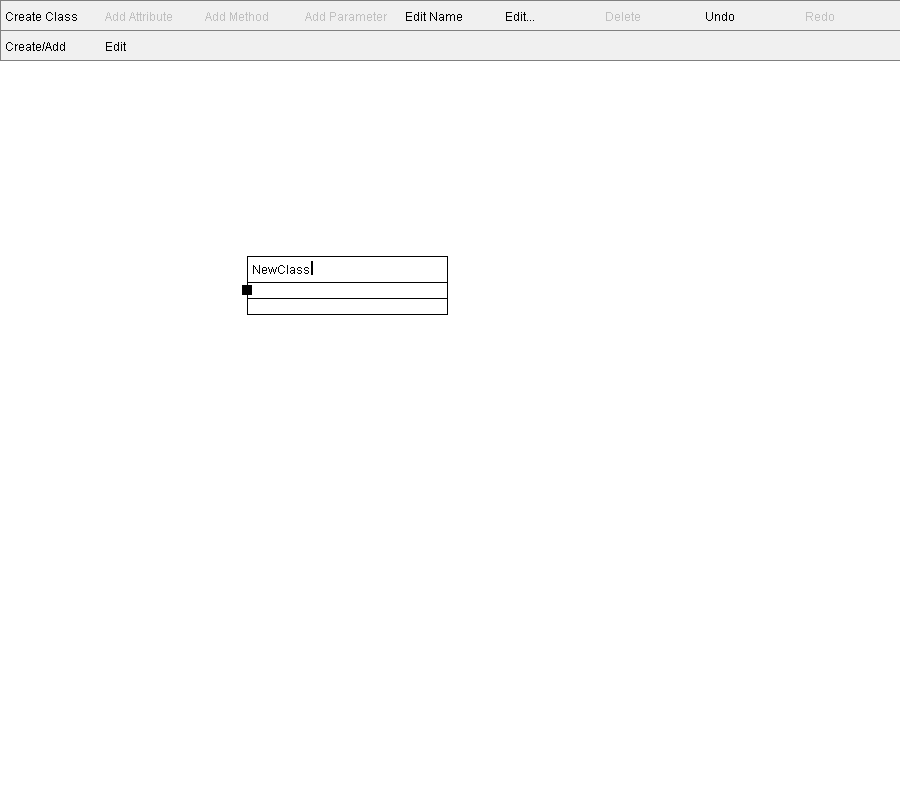 Create Class Add Attribute Add Method Add Parameter Edit Name Edit... Delete Undo Redo
Create/Add Edit
NewClass